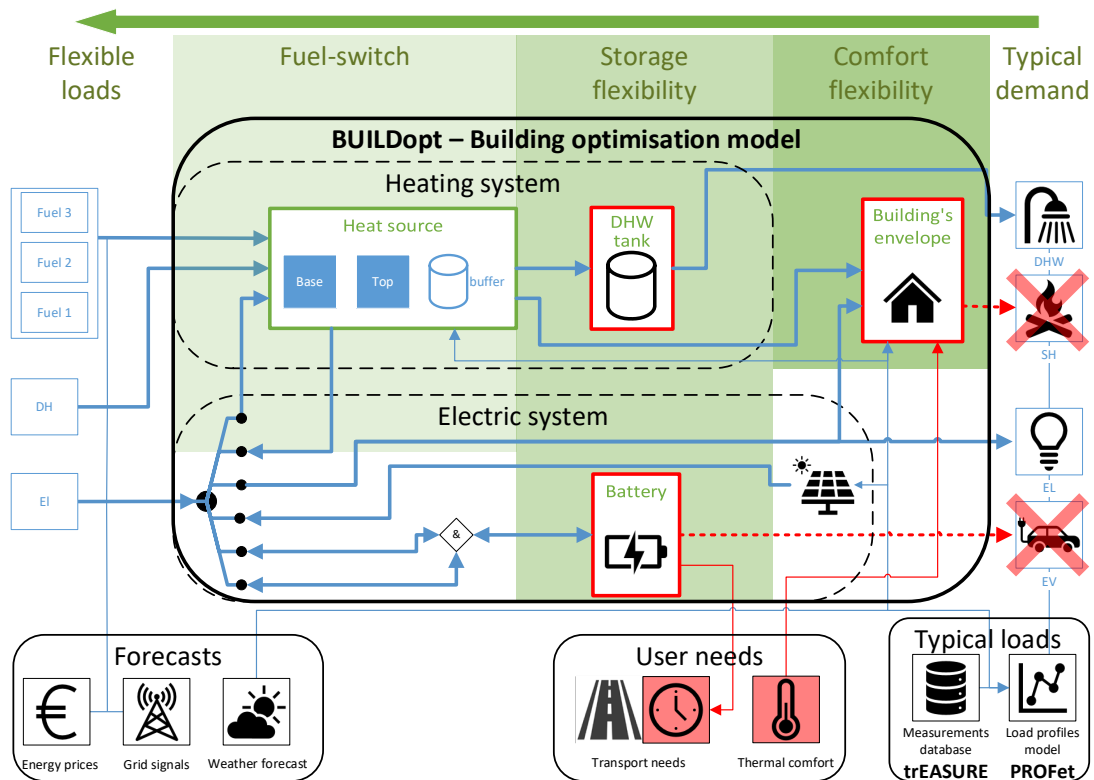 Flexible
loads
Fuel-switch
Storage
flexibility
Comfort
flexibility
Typical
demand
BUILDopt – Building optimisation model
Heating system
Fuel 3
Fuel 2
Fuel 1
Heat source
Base
Top
buffer
DHW
tank
Building's
envelope
DHW
SH
DH
Electric system
El
Battery
&
EL
EV
Forecasts
Energy prices
Grid signals
Weather forecast
User needs
Transport needs
Thermal comfort
Typical loads
Measurements
database
trEASURE
Load profiles
model
PROFet